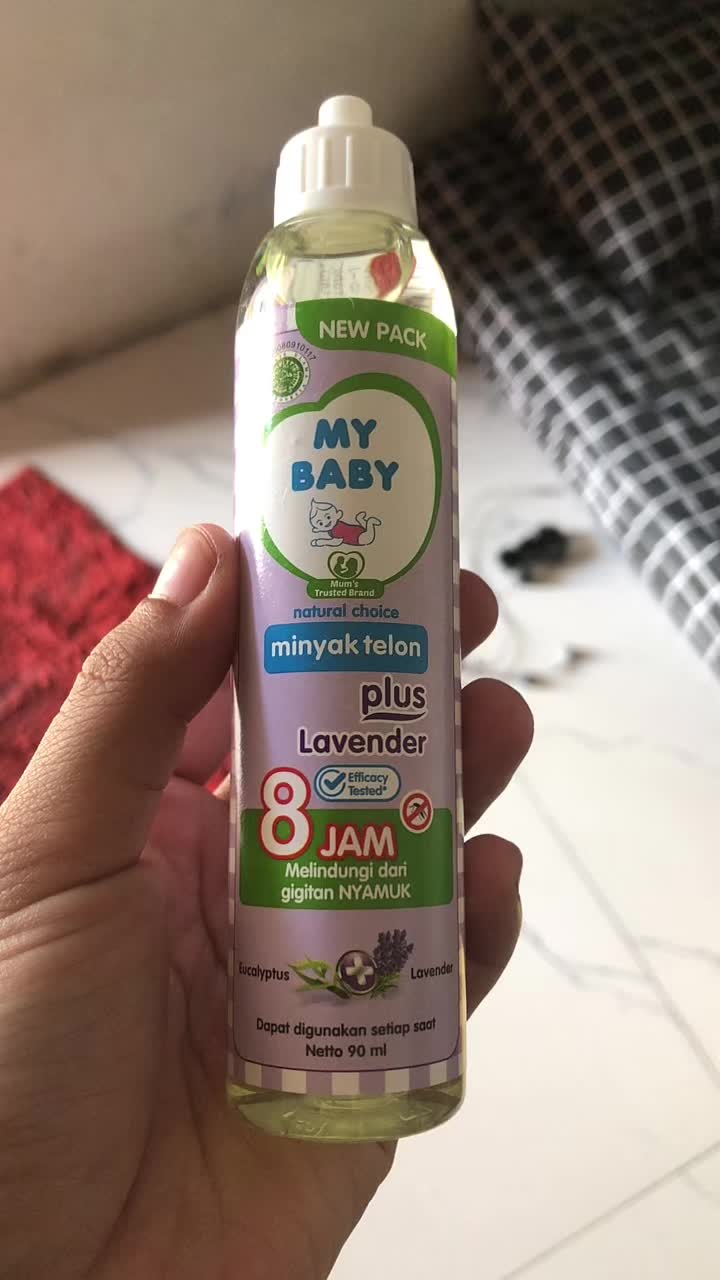 NEW PACK
MY
BABY
Mum's
Trusted Brand
natural choice
minyak telon
plus
Lavender
Efficacy
Tested*
8 JAM
Melindungi dari
gigitan NYAMUK
Eucalyptus
Lavender
Dapat digunakan setiap saat
Netto 90 ml